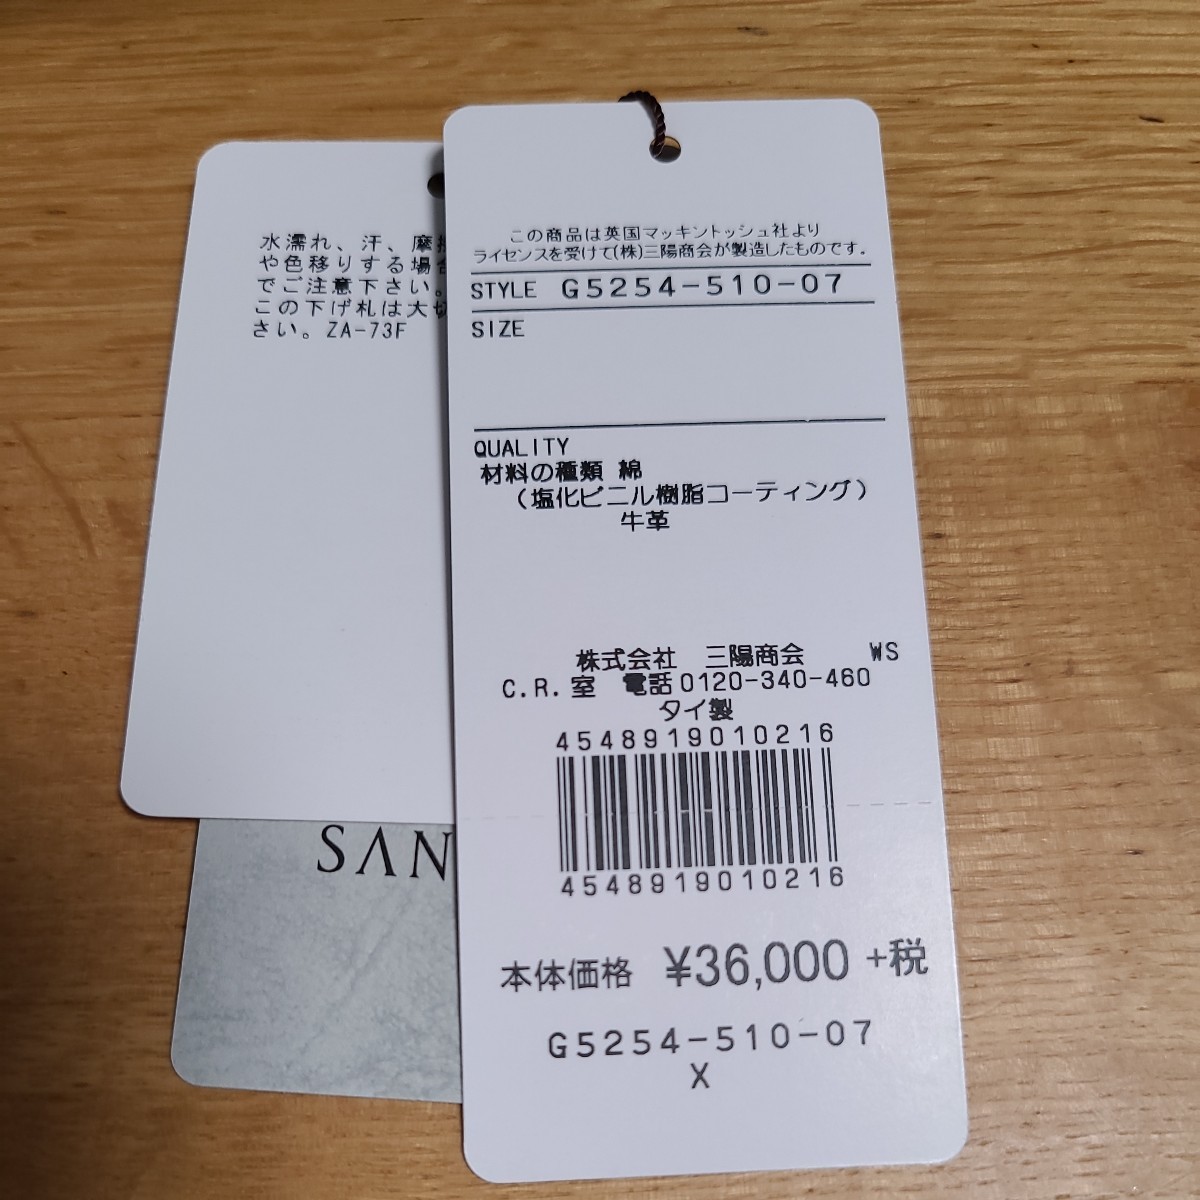 水濡れ、汗、摩
や色移りする場合
でご注意下さい。
この下げ札は大切
さい。ZA-73F
SAN
この商品は英国マッキントッシュ社より
ライセンスを受けて(株)三陽商会が製造したものです。
STYLE G5254-510-07
SIZE
QUALITY
材料の種類 綿
(塩化ビニル樹脂コーティング)
牛革
株式会社 三陽商会 WS
C.R.室 電話0120-340-460
タイ製
4548919010216
4548919010216
本体価格 ¥36,000 +税
G5254-510-07
X